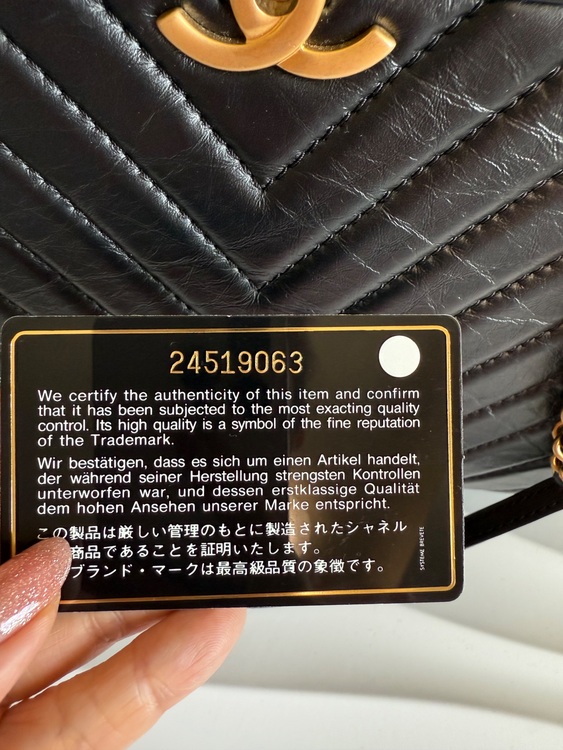 24519063
We certify the authenticity of this item and confirm
that it has been subjected to the most exacting quality
control. Its high quality is a symbol of the fine reputation
of the Trademark.
Wir bestätigen, dass es sich um einen Artikel handelt,
der während seiner Herstellung strengsten Kontrollen
unterworfen war, und dessen erstklassige Qualität
dem hohen Ansehen unserer Marke entspricht.
この製品は厳しい管理のもとに製造されたシャネル
商品であることを証明いたします。
ブランド・マークは最高級品質の象徴です。
SYSTEME BREVETE